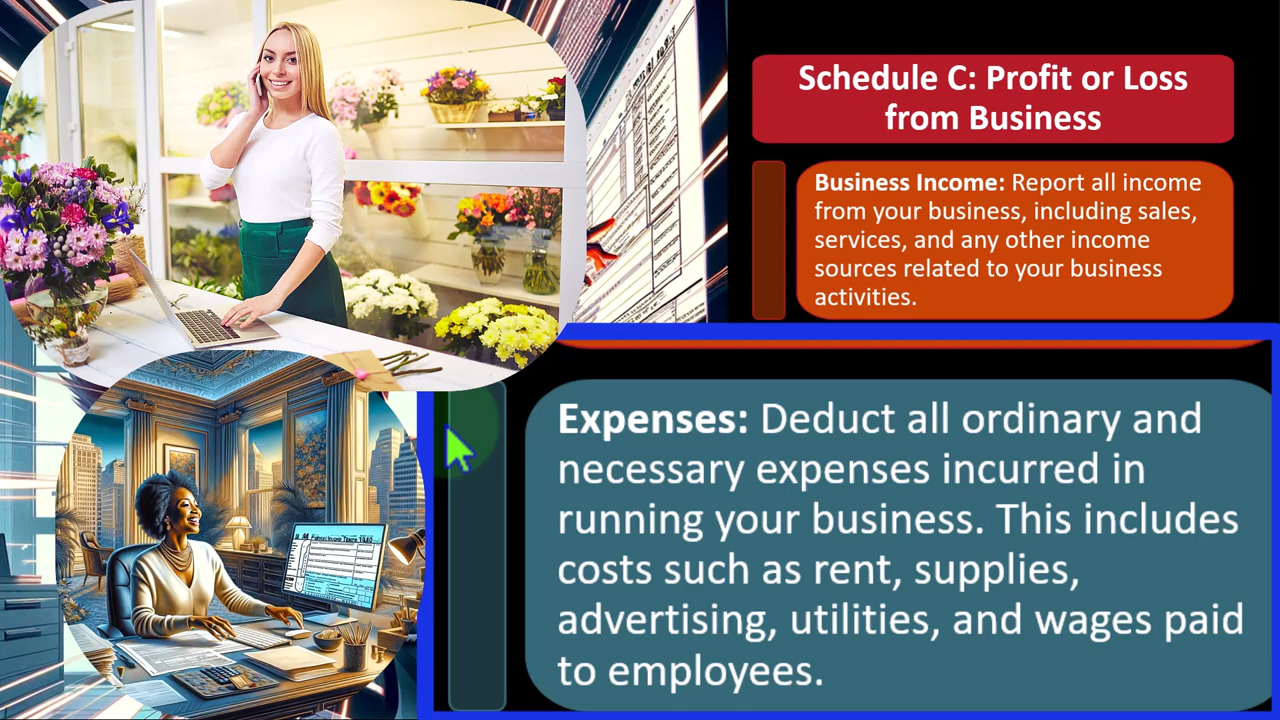 Schedule C: Profit or Loss
from Business
Business Income: Report all income
from your business, including sales,
services, and any other income
sources related to your business
activities.
Expenses: Deduct all ordinary and
necessary expenses incurred in
running your business. This includes
costs such as rent, supplies,
advertising, utilities, and wages paid
to employees.